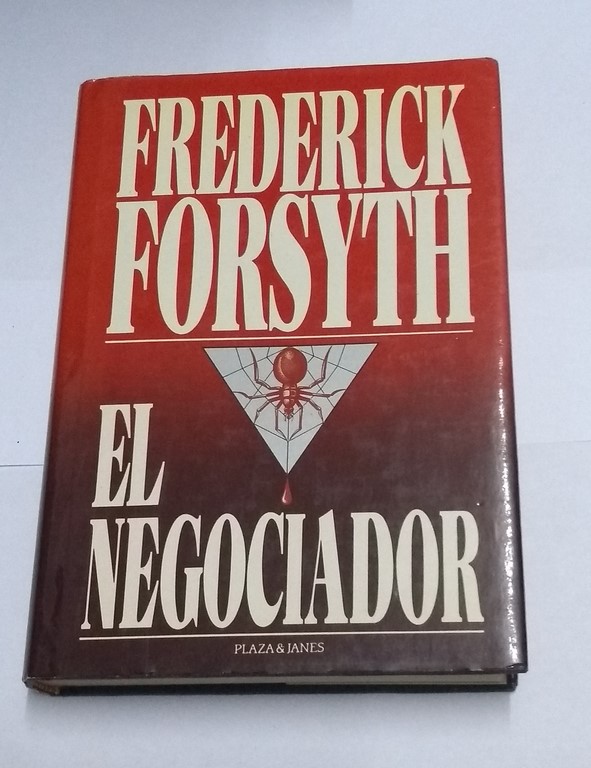 FREDERICK
FORSYTH
EL
NEGOCIADOR
PLAZA & JANES